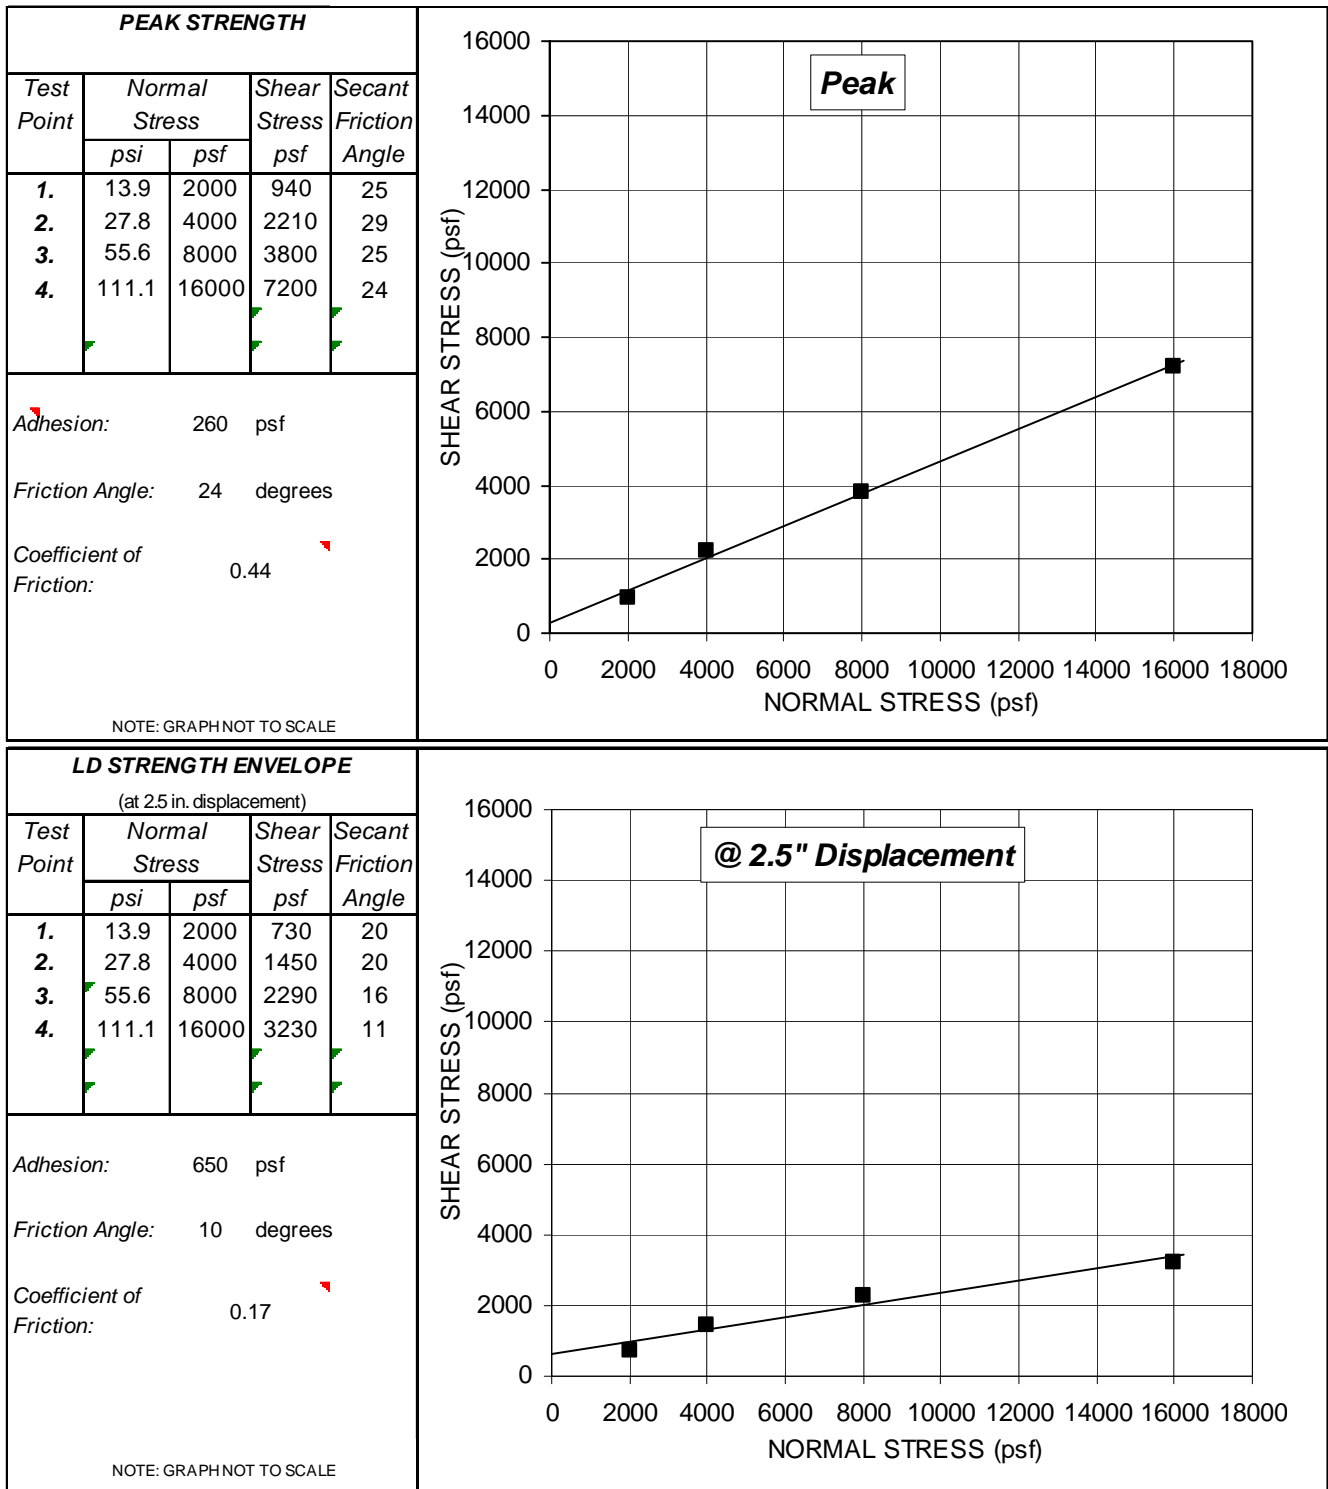 PEAK STRENGTH
Test Normal Shear Secant
Point Stress Stress Friction
psi psf psf Angle
1. 13.9 2000 940 25
2. 27.8 4000 2210 29
3. 55.6 8000 3800 25
4. 111.1 16000 7200 24
Adhesion: 260 psf
Friction Angle: 24 degrees
Coefficient of
Friction: 0.44
NOTE: GRAPH NOT TO SCALE
Peak
SHEAR STRESS (psf)
16000
14000
12000
10000
8000
6000
4000
2000
0
0 2000 4000 6000 8000 10000 12000 14000 16000 18000
NORMAL STRESS (psf)
LD STRENGTH ENVELOPE
(at 2.5 in. displacement)
Test Normal Shear Secant
Point Stress Stress Friction
psi psf psf Angle
1. 13.9 2000 730 20
2. 27.8 4000 1450 20
3. 55.6 8000 2290 16
4. 111.1 16000 3230 11
Adhesion: 650 psf
Friction Angle: 10 degrees
Coefficient of
Friction: 0.17
NOTE: GRAPH NOT TO SCALE
@ 2.5" Displacement
SHEAR STRESS (psf)
16000
14000
12000
10000
8000
6000
4000
2000
0
0 2000 4000 6000 8000 10000 12000 14000 16000 18000
NORMAL STRESS (psf)